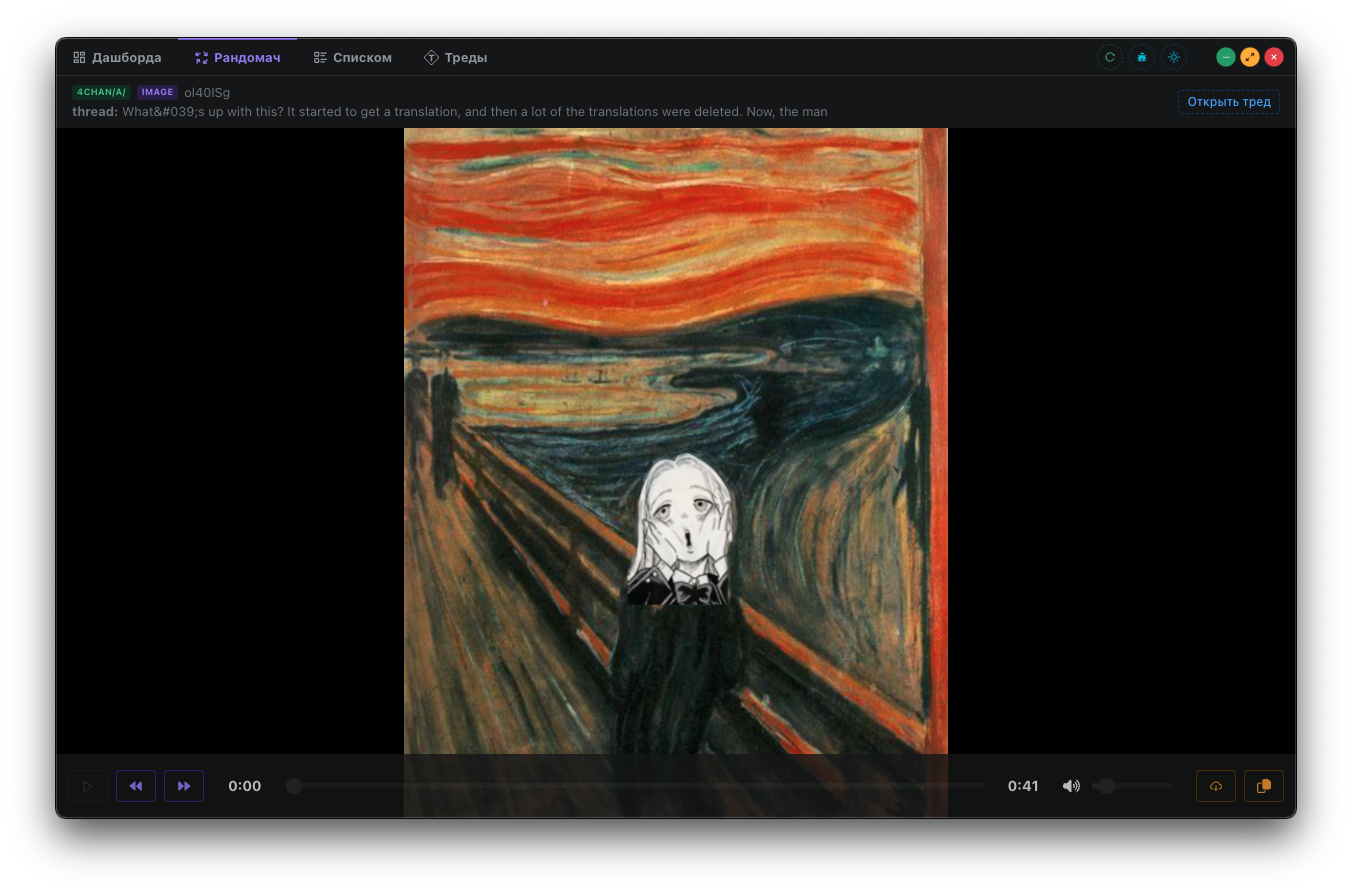 Дашборда Рандомач Списком Треды
4CHAN/A/ IMAGE oI40ISg
thread: What&#039;s up with this? It started to get a translation, and then a lot of the translations were deleted. Now, the man
Открыть тред
0:00 0:41